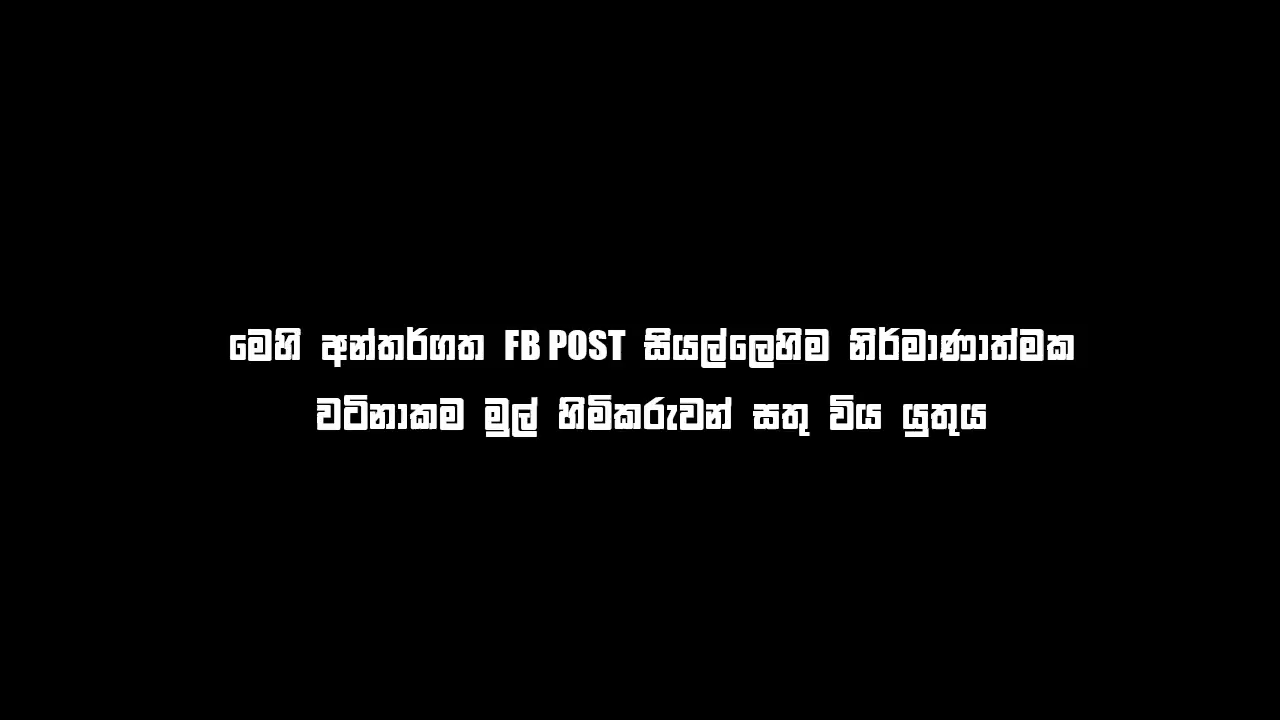 මෙහි අන්තර්ගත FB POST සියල්ලෙහිම නිර්මාණාත්මක
වටිනාකම මුල් හිමිකරුවන් සතු විය යුතුය